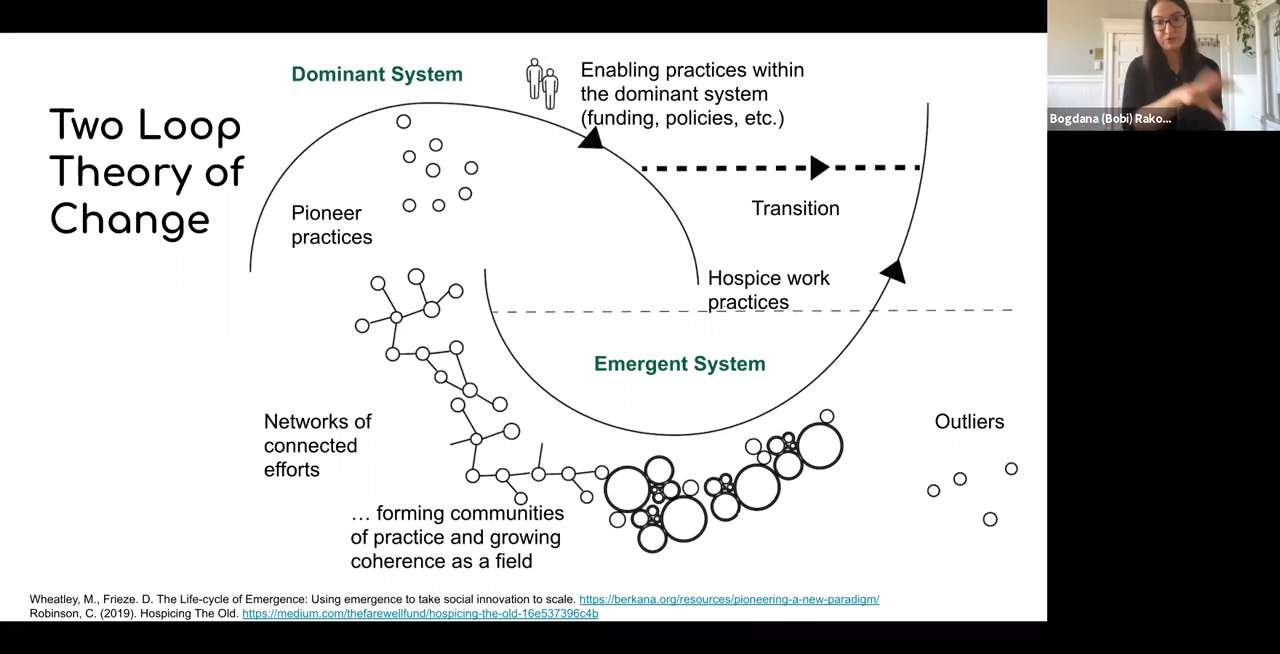 Two Loop
Theory of
Change
Dominant System
Enabling practices within
the dominant system
(funding, policies, etc.)
Transition
Pioneer
practices
Hospice work
practices
Emergent System
Networks of
connected
efforts
Outliers
... forming communities
of practice and growing
coherence as a field
Wheatley, M., Frieze. D. The Life-cycle of Emergence: Using emergence to take social innovation to scale. https://berkana.org/resources/pioneering-a-new-paradigm/
Robinson, C. (2019). Hospicing The Old. https://medium.com/thefarewellfund/hospicing-the-old-16e537396c4b
Bogdana (Bobi) Rako...